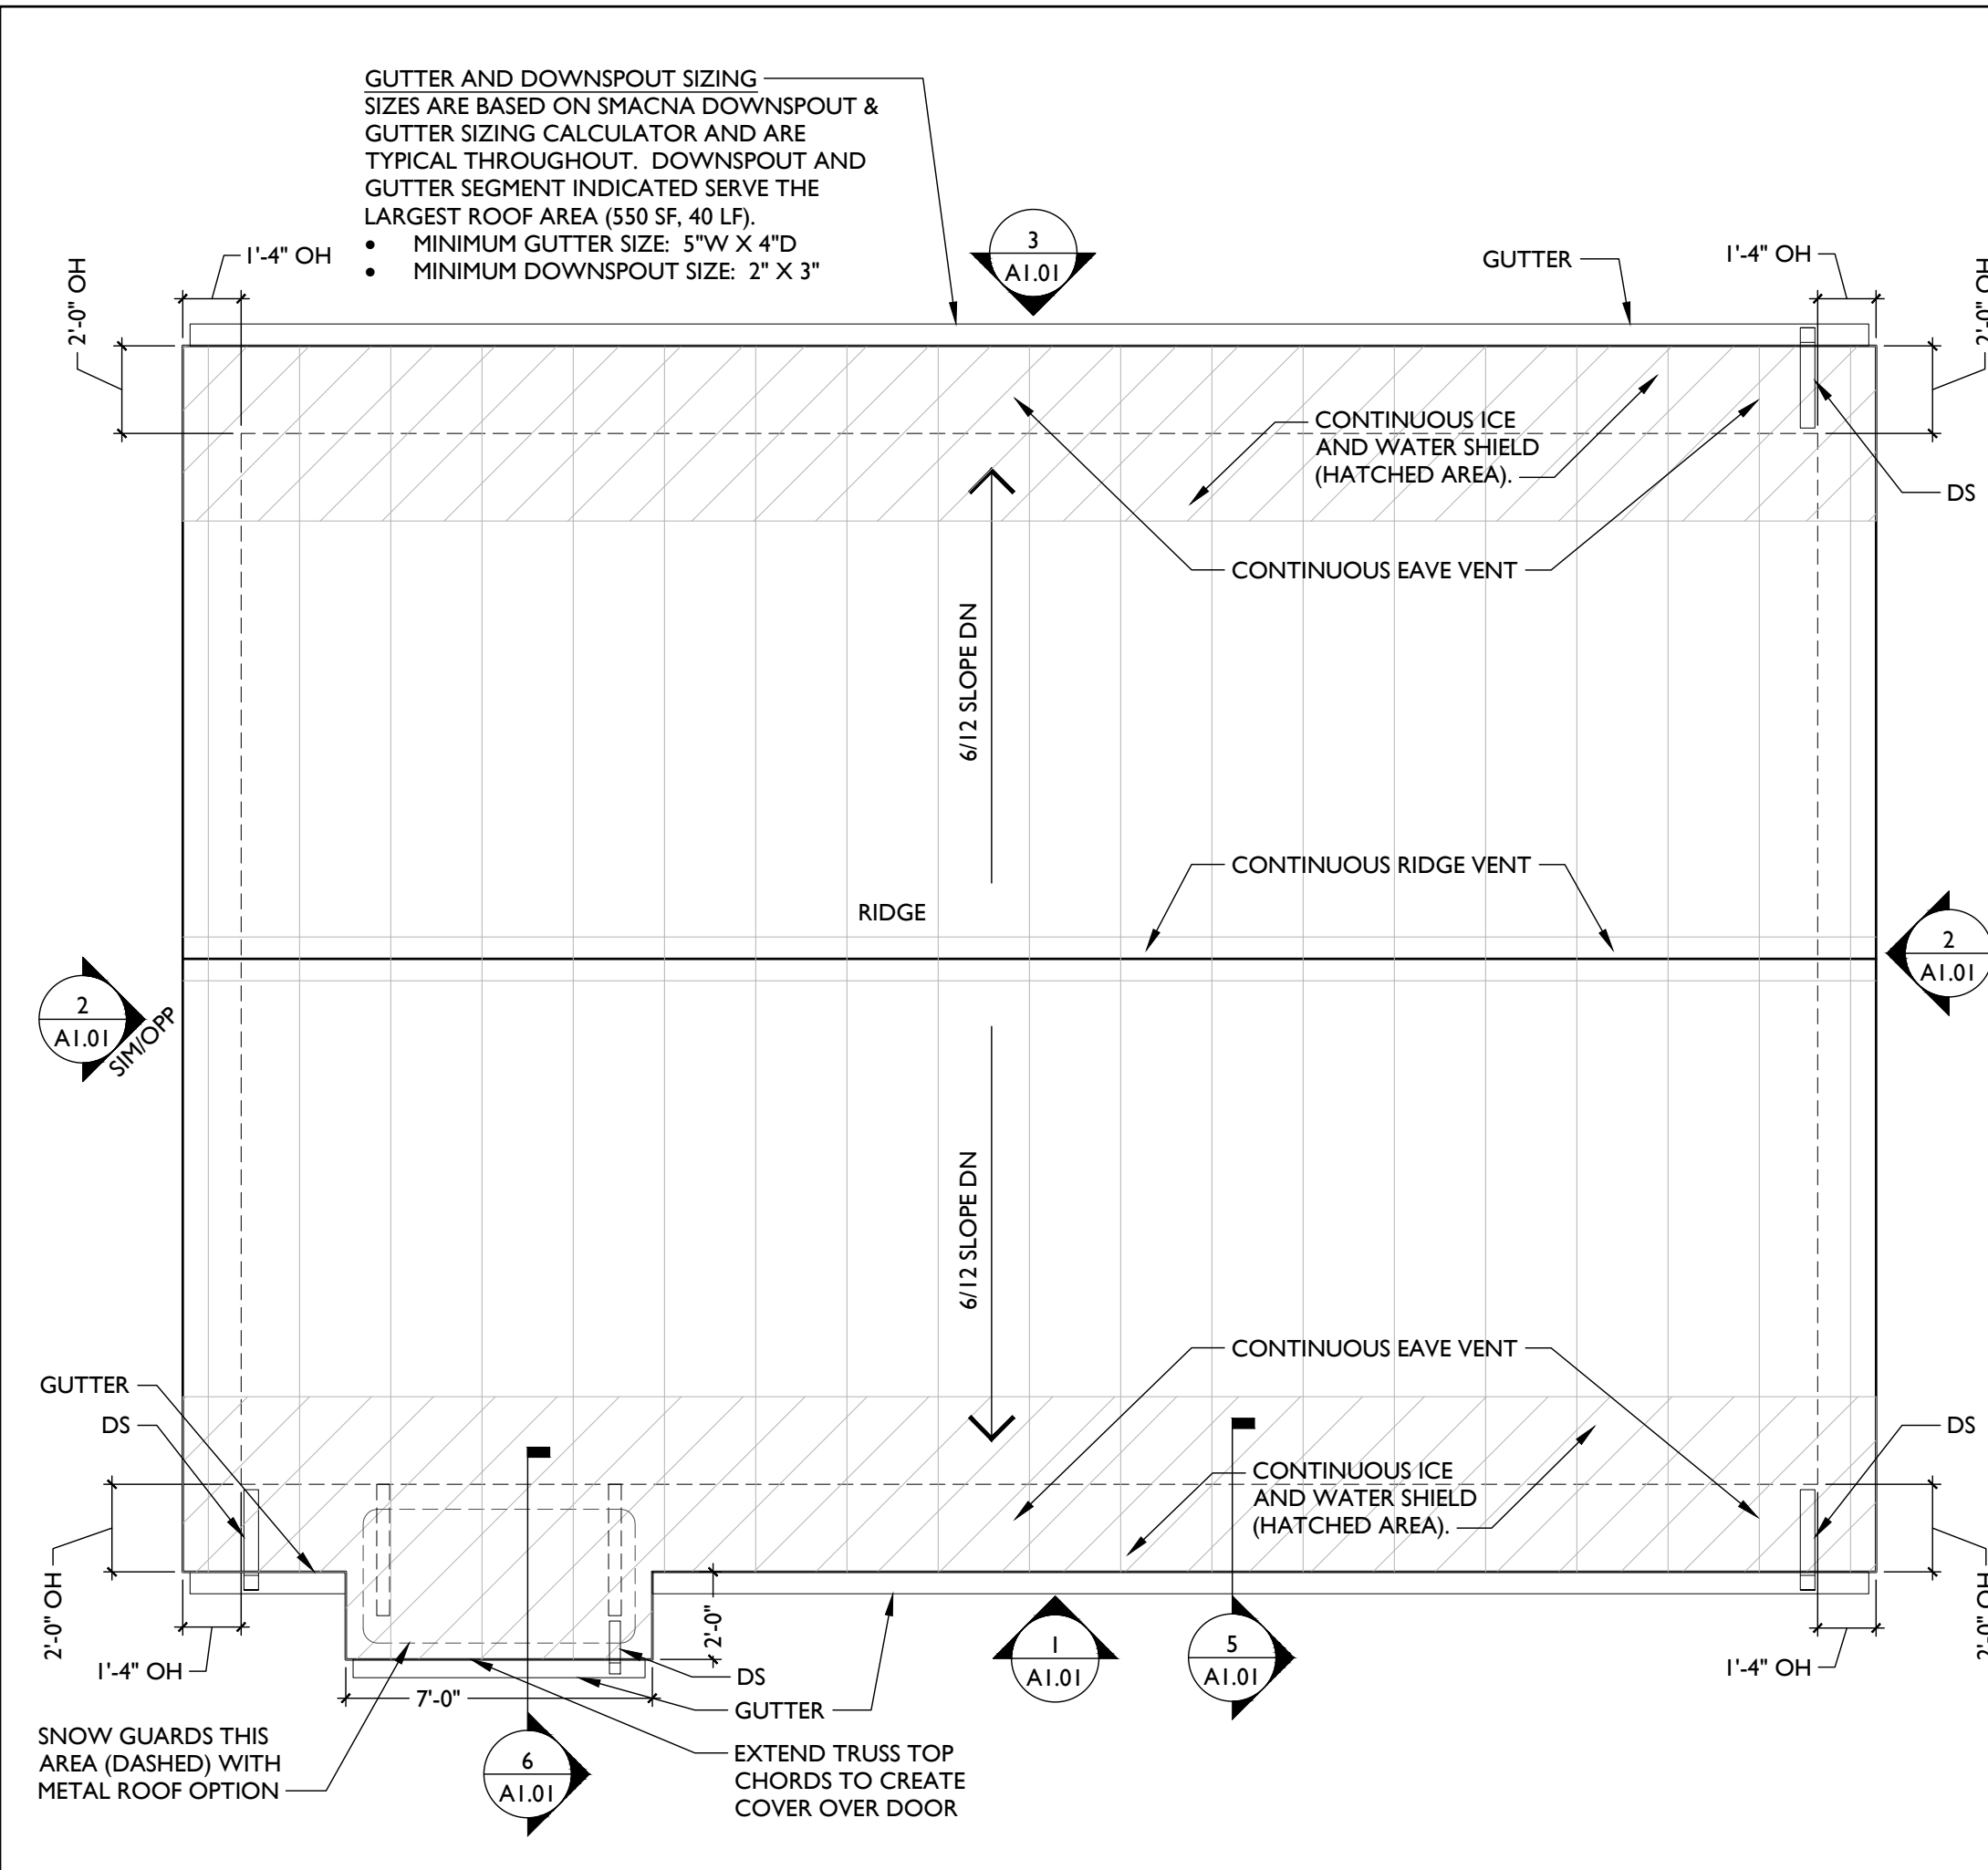 GUTTER AND DOWNSPOUT SIZING
SIZES ARE BASED ON SMACNA DOWNSPOUT &
GUTTER SIZING CALCULATOR AND ARE
TYPICAL THROUGHOUT. DOWNSPOUT AND
GUTTER SEGMENT INDICATED SERVE THE
LARGEST ROOF AREA (550 SF, 40 LF).
• MINIMUM GUTTER SIZE: 5"W X 4"D
• MINIMUM DOWNSPOUT SIZE: 2" X 3"
1'-4" OH
2'-0" OH
3
A1.01
GUTTER
1'-4" OH
2'-0" OH
CONTINUOUS ICE
AND WATER SHIELD
(HATCHED AREA).
DS
CONTINUOUS EAVE VENT
6/12 SLOPE DN
CONTINUOUS RIDGE VENT
RIDGE
2
A1.01
2
A1.01
SIM/OPP
6/12 SLOPE DN
CONTINUOUS EAVE VENT
GUTTER
DS
DS
CONTINUOUS ICE
AND WATER SHIELD
(HATCHED AREA).
2'-0" OH
2'-0" OH
1'-4" OH
2'-0"
7'-0"
DS
GUTTER
1
A1.01
5
A1.01
1'-4" OH
SNOW GUARDS THIS
AREA (DASHED) WITH
METAL ROOF OPTION
6
A1.01
EXTEND TRUSS TOP
CHORDS TO CREATE
COVER OVER DOOR